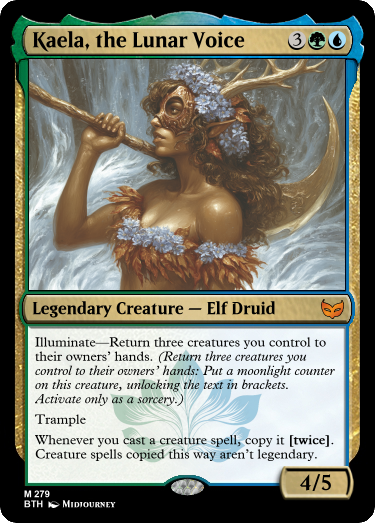 Kaela, the Lunar Voice 3
Legendary Creature — Elf Druid
Illuminate—Return three creatures you control to
their owners' hands. (Return three creatures you
control to their owners' hands: Put a moonlight counter
on this creature, unlocking the text in brackets.
Activate only as a sorcery.)
Trample
Whenever you cast a creature spell, copy it [twice].
Creature spells copied this way aren't legendary.
4/5
M 279
BTH Midjourney